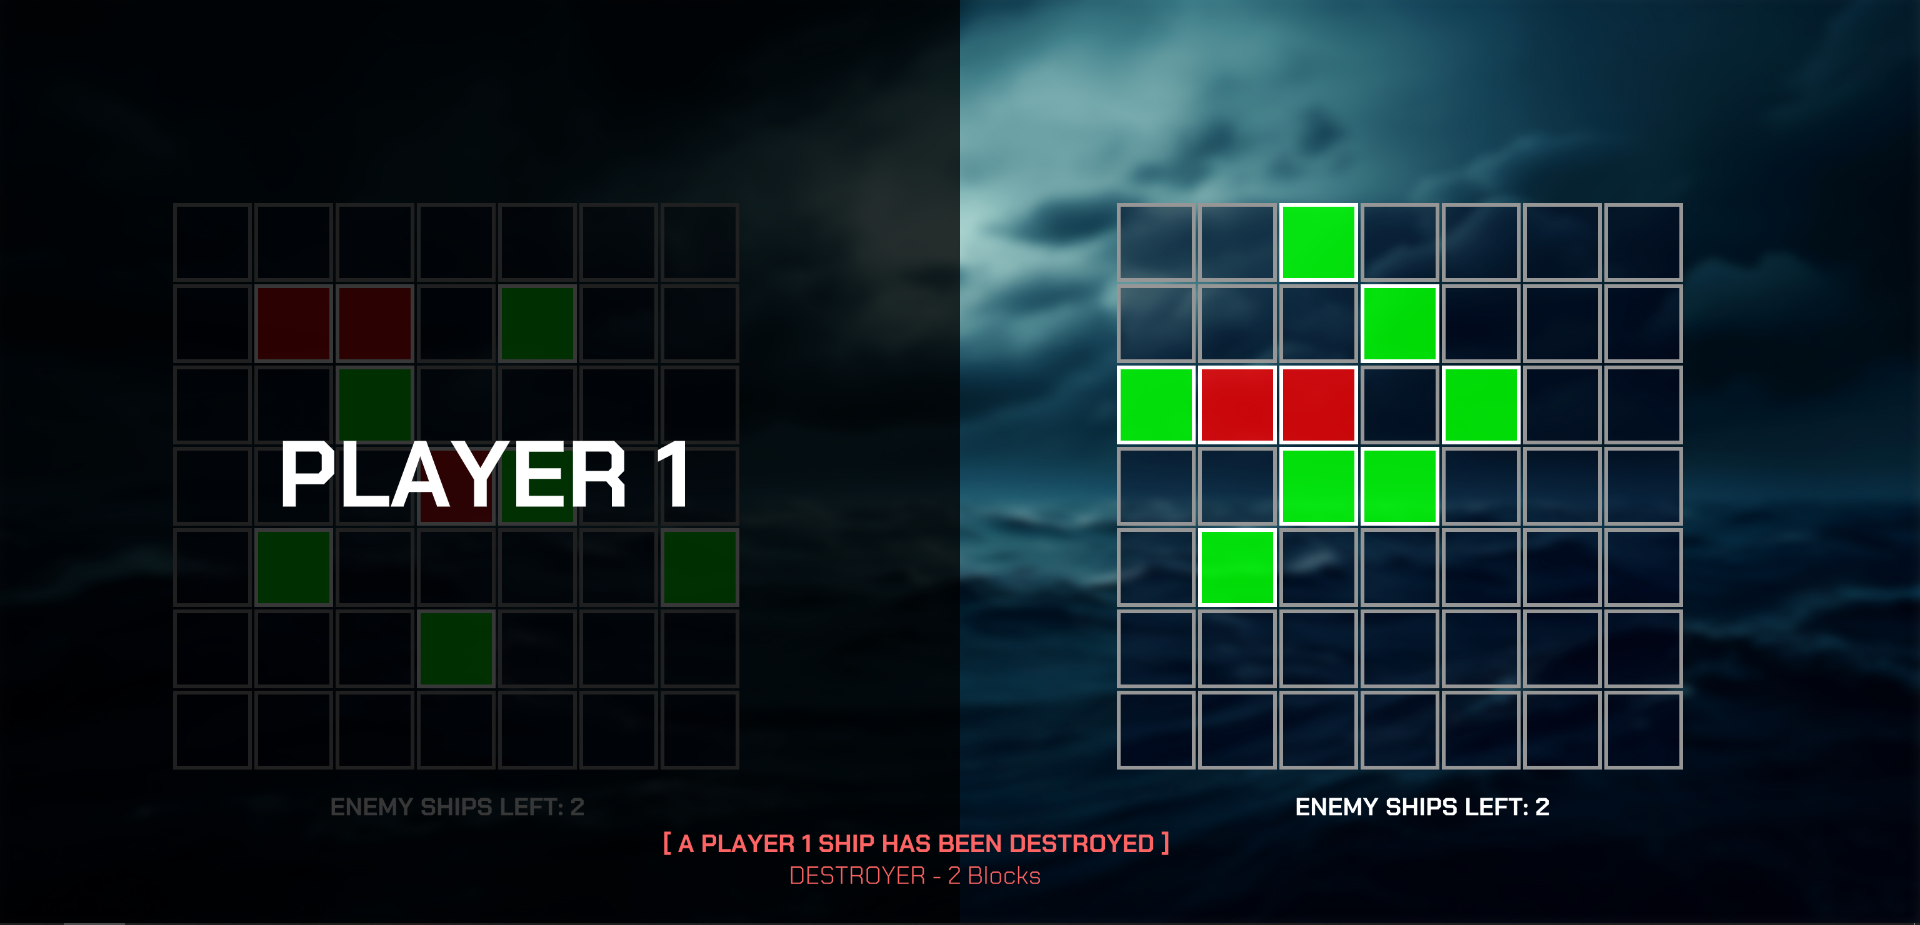 PLAYER 1
ENEMY SHIPS LEFT: 2
ENEMY SHIPS LEFT: 2
[ A PLAYER 1 SHIP HAS BEEN DESTROYED ]
DESTROYER - 2 Blocks